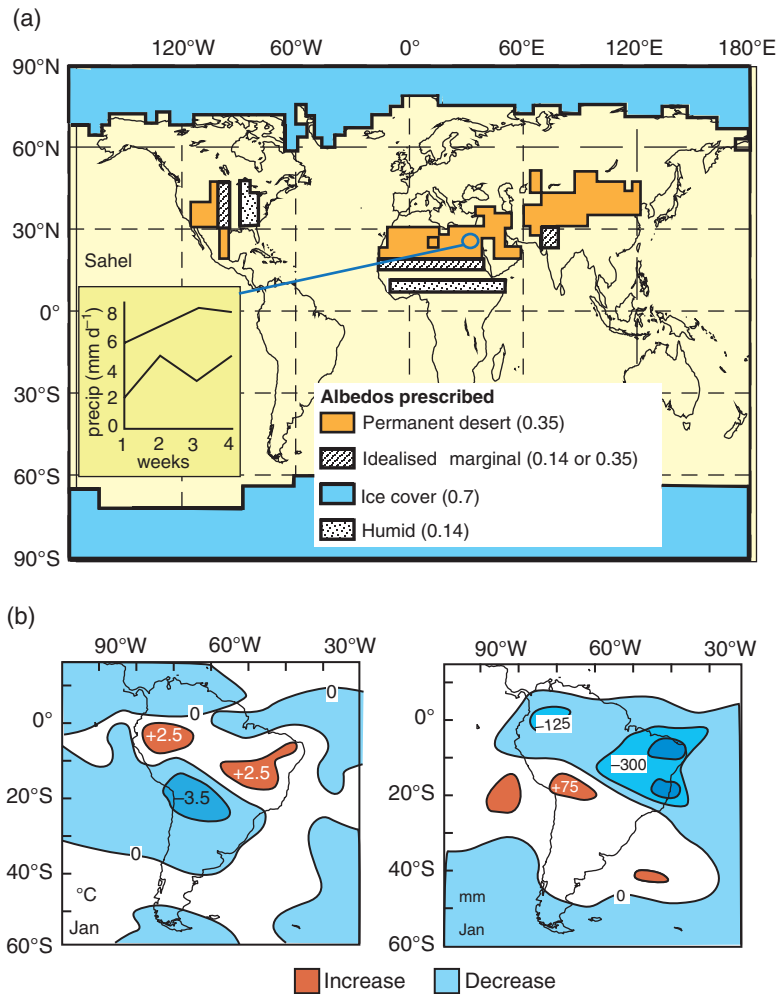 (a)
120°W 60°W 0° 60°E 120°E 180°E
90°N
60°N
30°N
0°
30°S
60°S
90°S
Sahel
precip (mm d⁻¹)
8
6
4
2
0
1 2 3 4
weeks
Albedos prescribed
Permanent desert (0.35)
Idealised marginal (0.14 or 0.35)
Ice cover (0.7)
Humid (0.14)
(b)
90°W 60°W 30°W
0°
20°S
40°S
60°S
0
0
+2.5
+2.5
–3.5
0
°C
Jan
90°W 60°W 30°W
0°
20°S
40°S
60°S
–125
–300
+75
0
mm
Jan
Increase Decrease